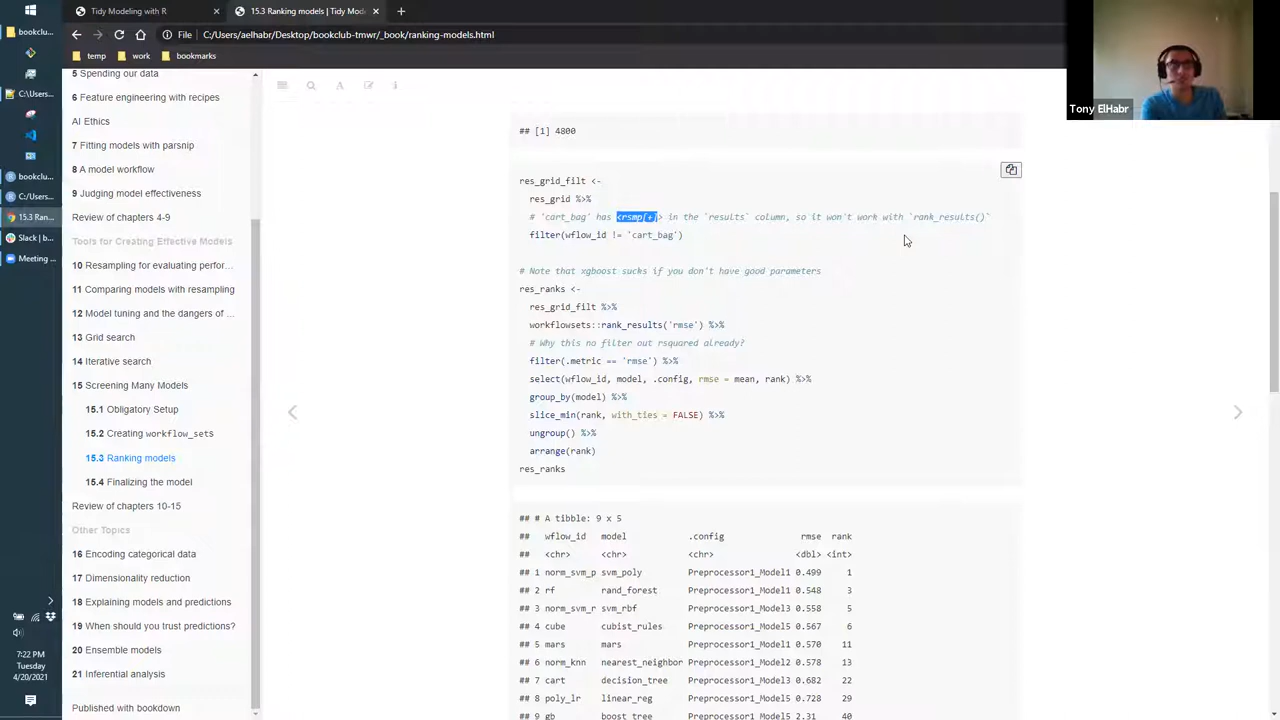 Tidy Modeling with R
15.3 Ranking models | Tidy Mod
File
C:/Users/aelhabr/Desktop/bookclub-tmwr/_book/ranking-models.html
temp
work
bookmarks
bookclu...
C:\Users...
bookclu...
C:/Users...
15.3 Ran...
Slack | b...
Meeting ...
7:22 PM
Tuesday
4/20/2021
5 Spending our data
6 Feature engineering with recipes
AI Ethics
7 Fitting models with parsnip
8 A model workflow
9 Judging model effectiveness
Review of chapters 4-9
Tools for Creating Effective Models
10 Resampling for evaluating perfor...
11 Comparing models with resampling
12 Model tuning and the dangers of ...
13 Grid search
14 Iterative search
15 Screening Many Models
15.1 Obligatory Setup
15.2 Creating workflow_sets
15.3 Ranking models
15.4 Finalizing the model
Review of chapters 10-15
Other Topics
16 Encoding categorical data
17 Dimensionality reduction
18 Explaining models and predictions
19 When should you trust predictions?
20 Ensemble models
21 Inferential analysis
Published with bookdown
## [1] 4800
res_grid_filt <-
res_grid %>%
# 'cart_bag' has <rsmp[+]> in the `results` column, so it won't work with `rank_results()`
filter(wflow_id != 'cart_bag')
# Note that xgboost sucks if you don't have good parameters
res_ranks <-
res_grid_filt %>%
workflowsets::rank_results('rmse') %>%
# Why this no filter out rsquared already?
filter(.metric == 'rmse') %>%
select(wflow_id, model, .config, rmse = mean, rank) %>%
group_by(model) %>%
slice_min(rank, with_ties = FALSE) %>%
ungroup() %>%
arrange(rank)
res_ranks
## # A tibble: 9 x 5
## wflow_id model .config rmse rank
## <chr> <chr> <chr> <dbl> <int>
## 1 norm_svm_p svm_poly Preprocessor1_Model1 0.499 1
## 2 rf rand_forest Preprocessor1_Model1 0.548 3
## 3 norm_svm_r svm_rbf Preprocessor1_Model3 0.558 5
## 4 cube cubist_rules Preprocessor1_Model5 0.567 6
## 5 mars mars Preprocessor1_Model1 0.570 11
## 6 norm_knn nearest_neighbor Preprocessor1_Model2 0.578 13
## 7 cart decision_tree Preprocessor1_Model3 0.682 22
## 8 poly_lr linear_reg Preprocessor1_Model5 0.728 29
## 9 gb boost_tree Preprocessor1_Model5 2.31 40
Tony ElHabr